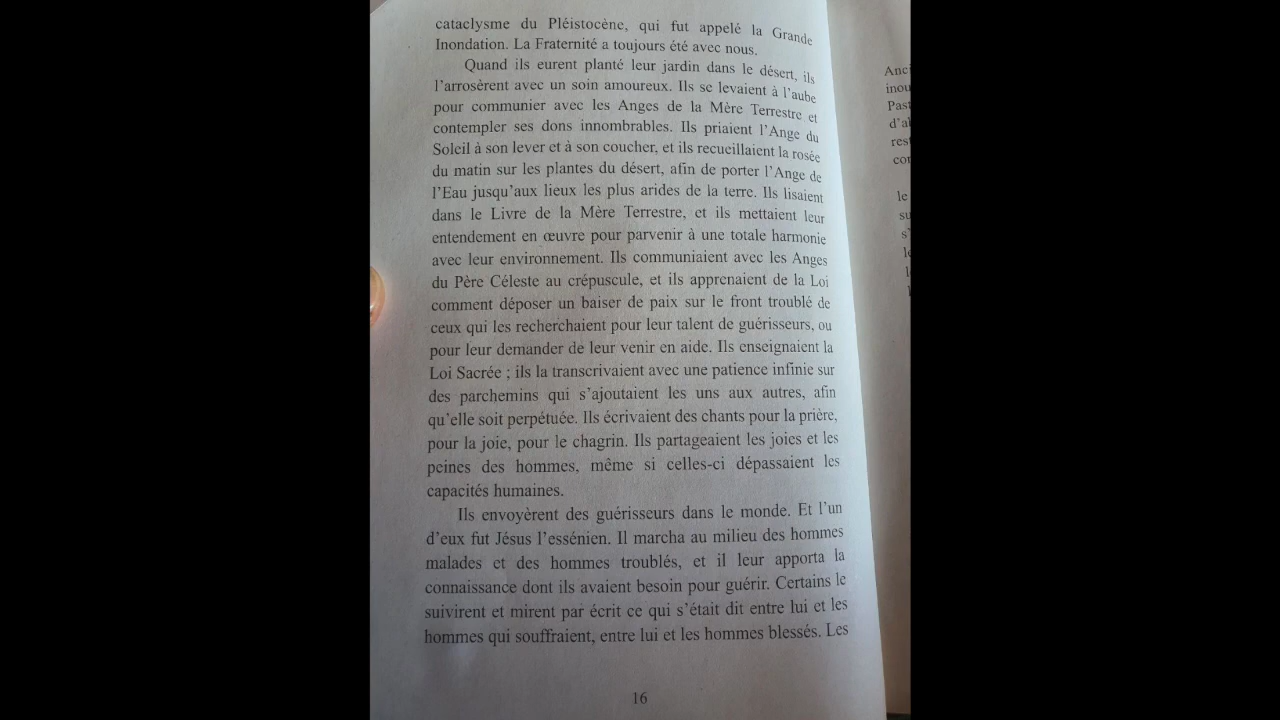 cataclysme du Pléistocène, qui fut appelé la Grande
Inondation. La Fraternité a toujours été avec nous.
Quand ils eurent planté leur jardin dans le désert, ils
l'arrosèrent avec un soin amoureux. Ils se levaient à l'aube
pour communier avec les Anges de la Mère Terrestre et
contempler ses dons innombrables. Ils priaient l'Ange du
Soleil à son lever et à son coucher, et ils recueillaient la rosée
du matin sur les plantes du désert, afin de porter l'Ange de
l'Eau jusqu'aux lieux les plus arides de la terre. Ils lisaient
dans le Livre de la Mère Terrestre, et ils mettaient leur
entendement en œuvre pour parvenir à une totale harmonie
avec leur environnement. Ils communiaient avec les Anges
du Père Céleste au crépuscule, et ils apprenaient de la Loi
comment déposer un baiser de paix sur le front troublé de
ceux qui les recherchaient pour leur talent de guérisseurs, ou
pour leur demander de leur venir en aide. Ils enseignaient la
Loi Sacrée ; ils la transcrivaient avec une patience infinie sur
des parchemins qui s'ajoutaient les uns aux autres, afin
qu'elle soit perpétuée. Ils écrivaient des chants pour la prière,
pour la joie, pour le chagrin. Ils partageaient les joies et les
peines des hommes, même si celles-ci dépassaient les
capacités humaines.
Ils envoyèrent des guérisseurs dans le monde. Et l'un
d'eux fut Jésus l'essénien. Il marcha au milieu des hommes
malades et des hommes troublés, et il leur apporta la
connaissance dont ils avaient besoin pour guérir. Certains le
suivirent et mirent par écrit ce qui s'était dit entre lui et les
hommes qui souffraient, entre lui et les hommes blessés. Les
16